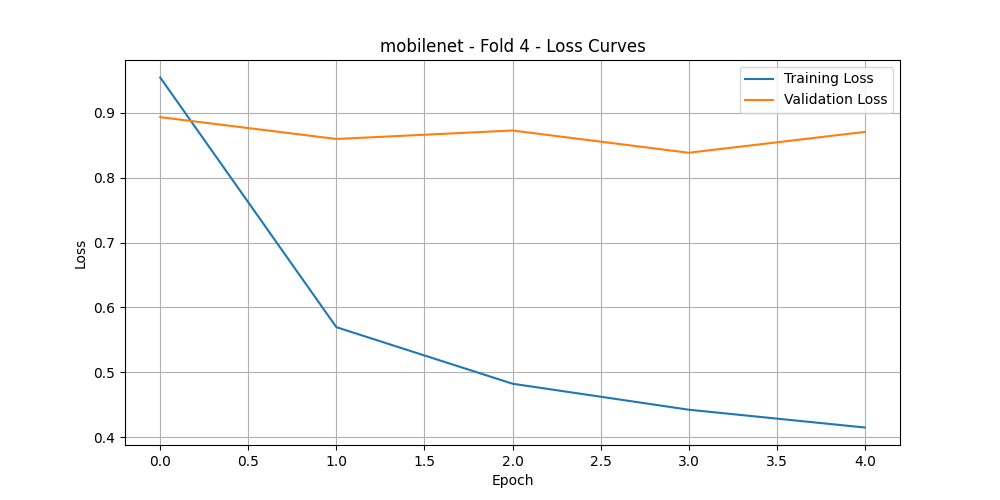 mobilenet - Fold 4 - Loss Curves
Training Loss
Validation Loss
Loss
0.9
0.8
0.7
0.6
0.5
0.4
0.0 0.5 1.0 1.5 2.0 2.5 3.0 3.5 4.0
Epoch